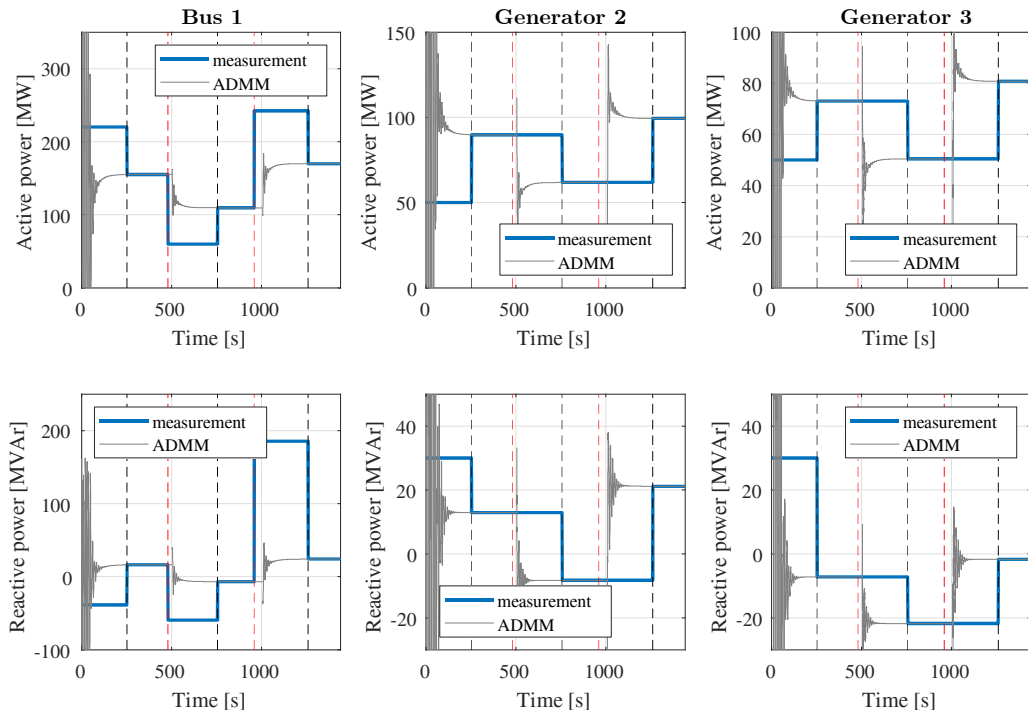 Bus 1
Generator 2
Generator 3
300
200
100
0
Active power [MW]
measurement
ADMM
0
500
1000
Time [s]
150
100
50
0
Active power [MW]
measurement
ADMM
0
500
1000
Time [s]
100
80
60
40
20
0
Active power [MW]
measurement
ADMM
0
500
1000
Time [s]
200
100
0
-100
Reactive power [MVAr]
measurement
ADMM
0
500
1000
Time [s]
40
20
0
-20
Reactive power [MVAr]
measurement
ADMM
0
500
1000
Time [s]
40
20
0
-20
Reactive power [MVAr]
measurement
ADMM
0
500
1000
Time [s]